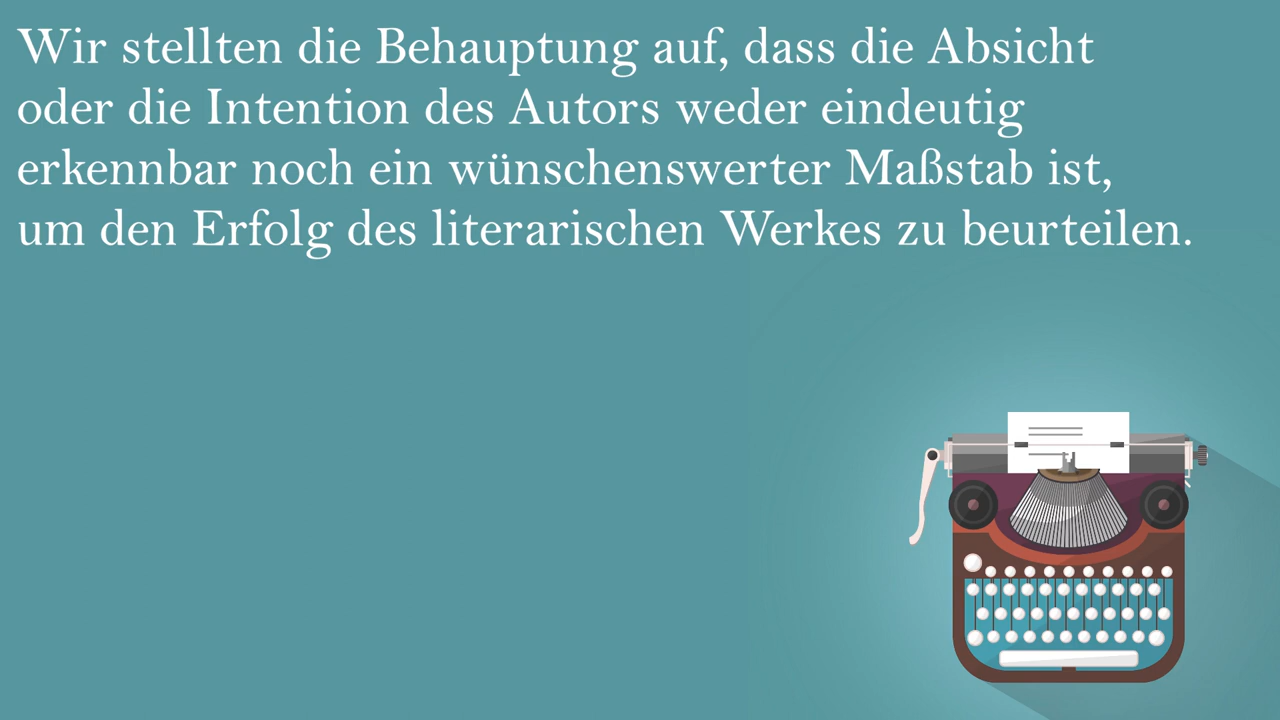 Wir stellten die Behauptung auf, dass die Absicht
oder die Intention des Autors weder eindeutig
erkennbar noch ein wünschenswerter Maßstab ist,
um den Erfolg des literarischen Werkes zu beurteilen.